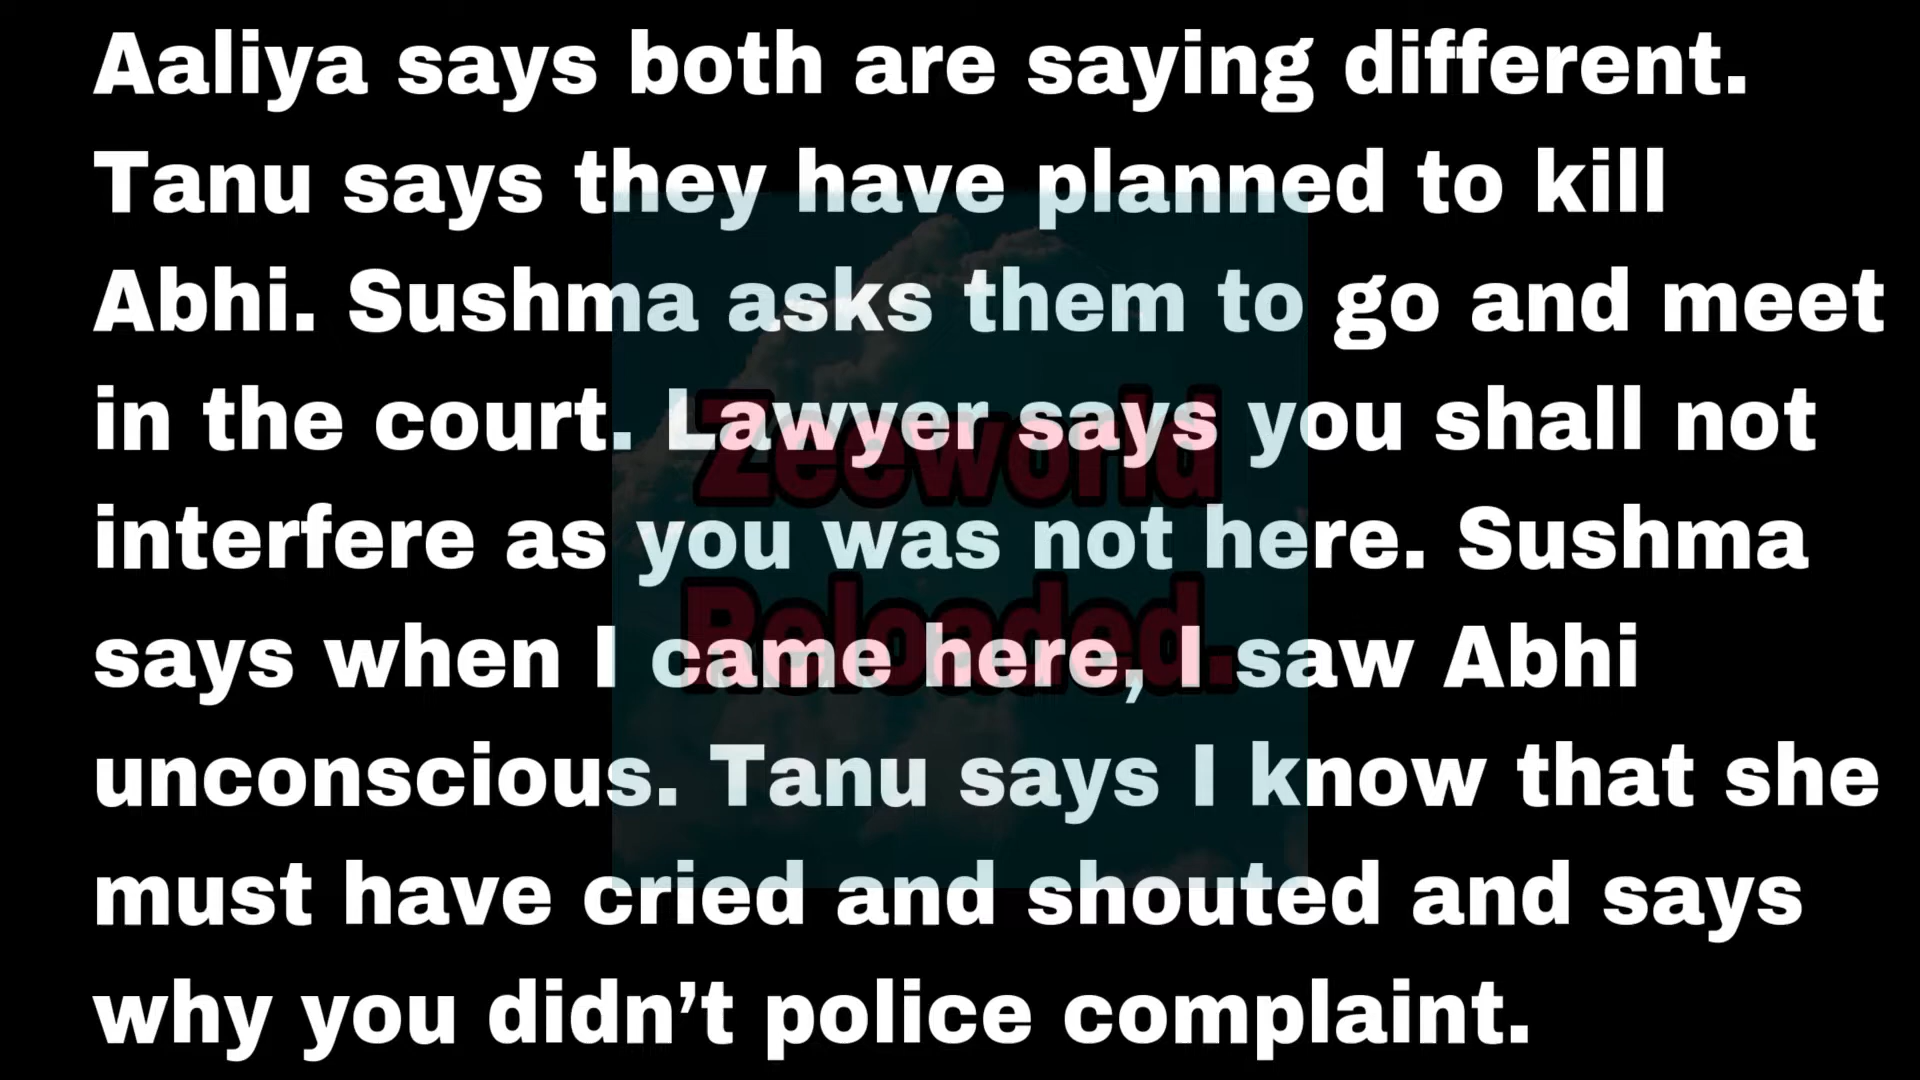 Aaliya says both are saying different.
Tanu says they have planned to kill
Abhi. Sushma asks them to go and meet
in the court. Lawyer says you shall not
interfere as you was not here. Sushma
says when I came here, I saw Abhi
unconscious. Tanu says I know that she
must have cried and shouted and says
why you didn’t police complaint.
Zeeworld
Reloaded.